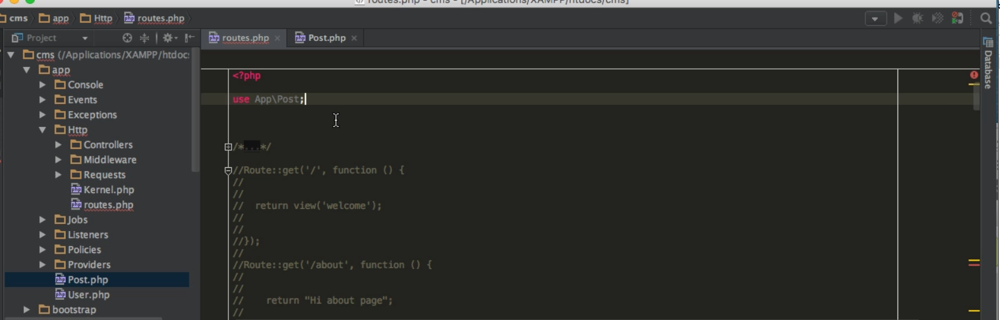 routes.php - cms - [/Applications/XAMPP/htdocs/cms]
cms app Http routes.php
Project
routes.php
Post.php
Database
cms (/Applications/XAMPP/htdoc
app
Console
Events
Exceptions
Http
Controllers
Middleware
Requests
Kernel.php
routes.php
Jobs
Listeners
Policies
Providers
Post.php
User.php
bootstrap
<?php
use App\Post;
/*...*/
//Route::get('/', function () {
//
//
//  return view('welcome');
//
//
//});
//
//Route::get('/about', function () {
//
//
//    return "Hi about page";
//